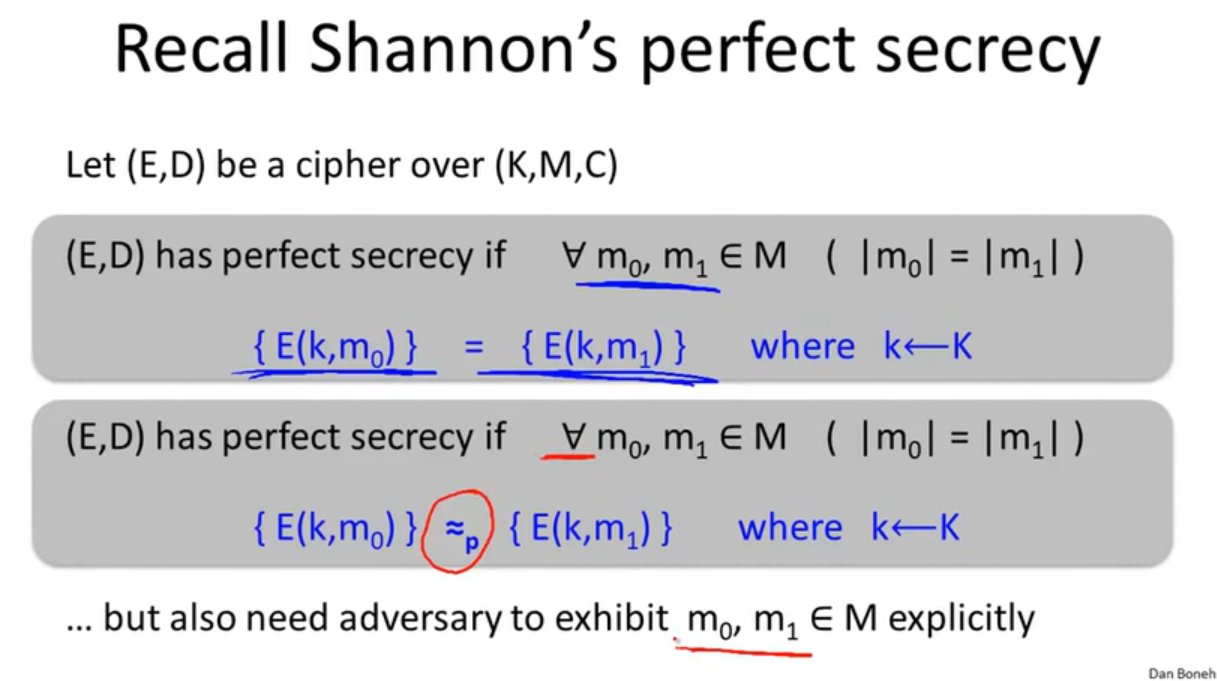 Recall Shannon’s perfect secrecy
Let (E,D) be a cipher over (K,M,C)
(E,D) has perfect secrecy if ∀ m₀, m₁ ∈ M ( |m₀| = |m₁| )
{ E(k,m₀) } = { E(k,m₁) } where k⟵K
(E,D) has perfect secrecy if ∀ m₀, m₁ ∈ M ( |m₀| = |m₁| )
{ E(k,m₀) } ≈ₚ { E(k,m₁) } where k⟵K
… but also need adversary to exhibit m₀, m₁ ∈ M explicitly
Dan Boneh